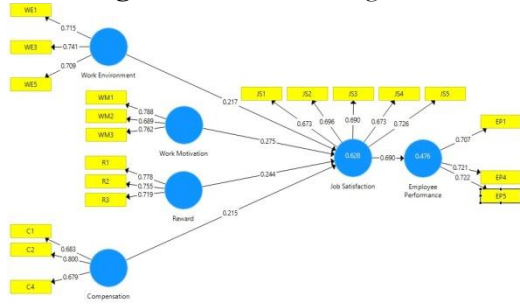 WE1
0.715
WE3
0.741
0.709
WE5
Work Environment
0.217
WM1
0.788
WM2
0.689
WM3
0.762
Work Motivation
0.275
R1
0.778
R2
0.755
R3
0.719
Reward
0.244
C1
0.683
C2
0.800
C4
0.679
Compensation
0.215
JS1
JS2
JS3
JS4
JS5
0.673
0.696
0.690
0.673
0.726
0.628
Job Satisfaction
0.690
0.476
Employee
Performance
EP1
0.707
0.721
EP4
0.722
EP5